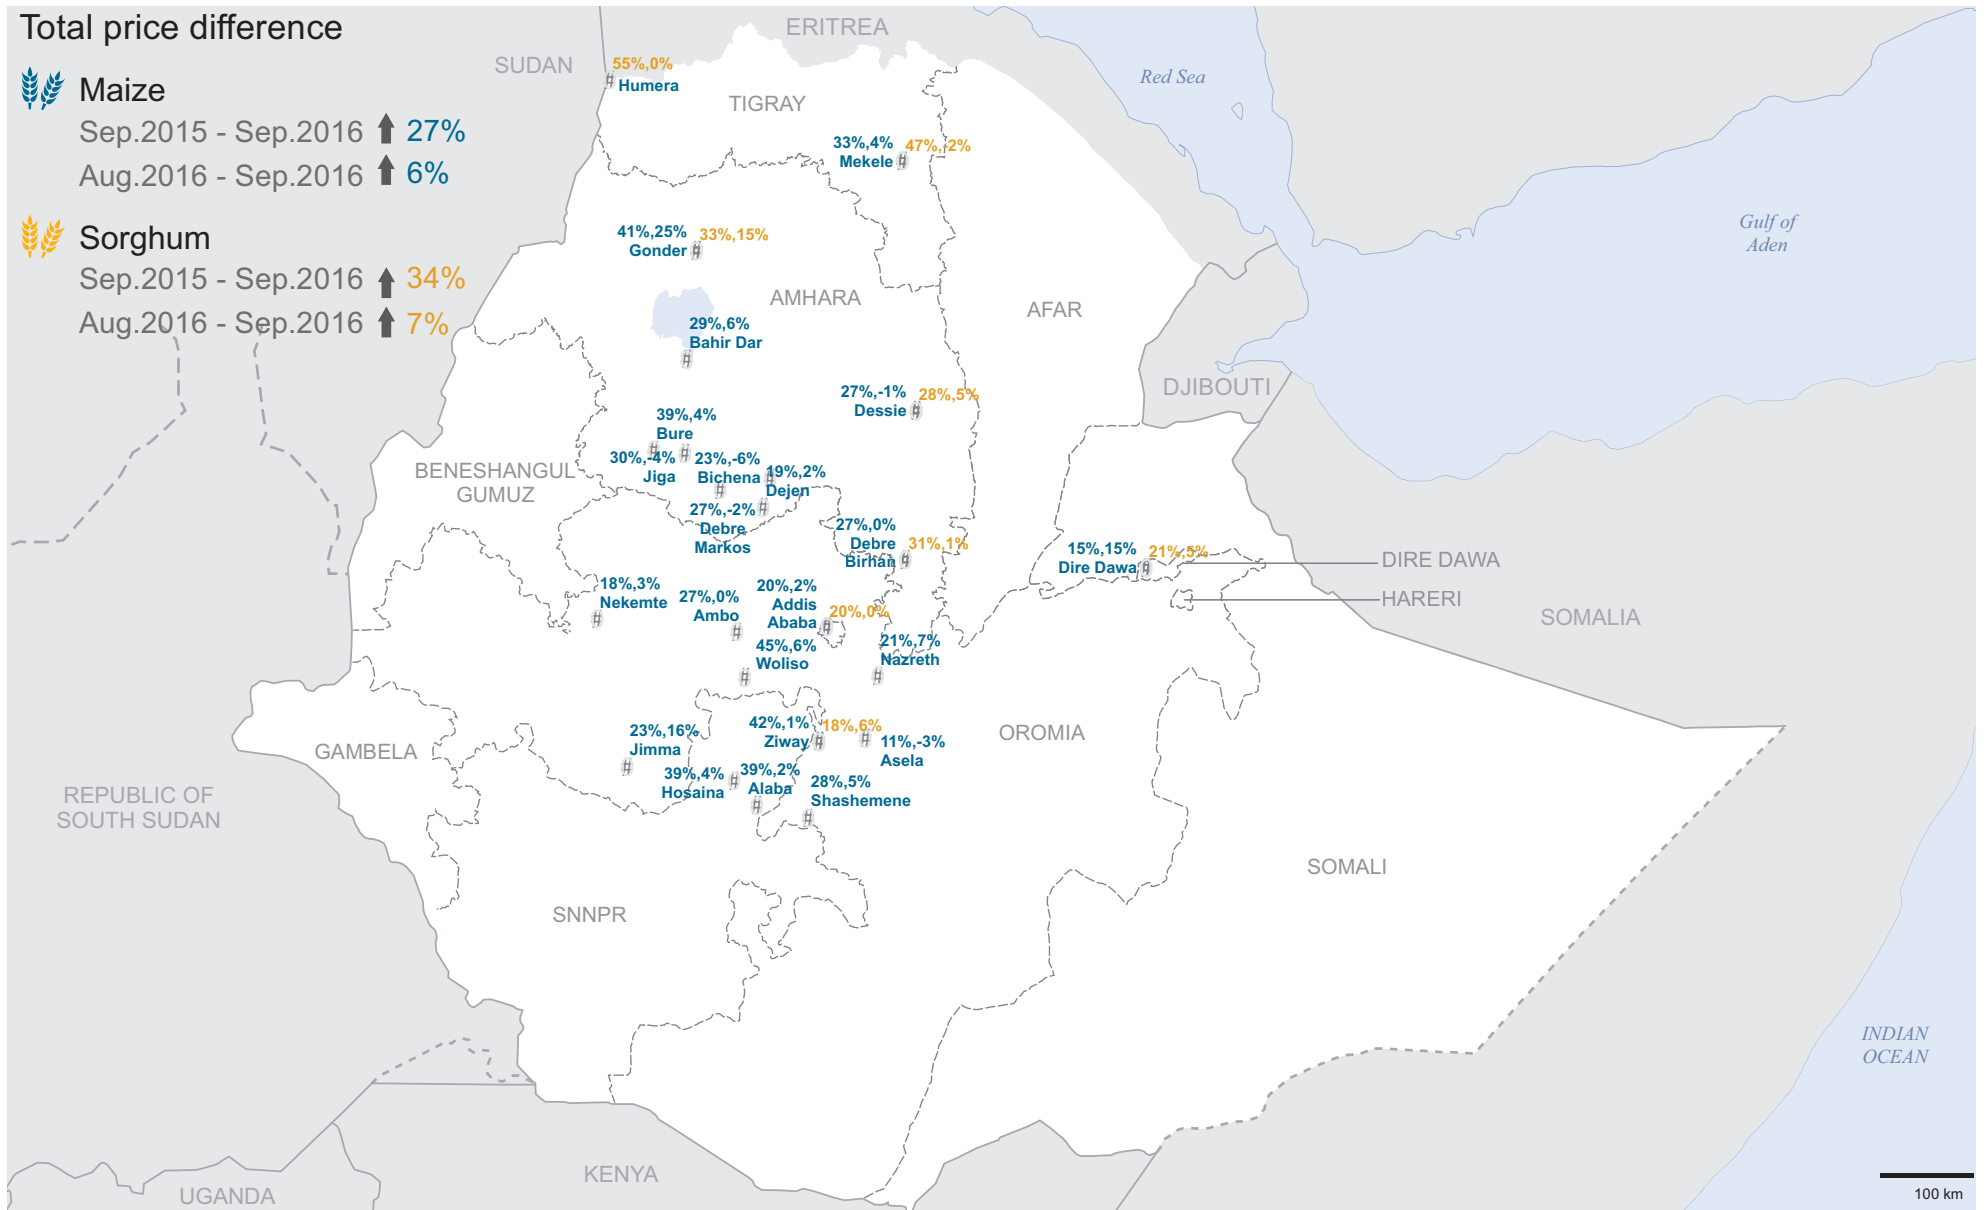 Total price difference
Maize
Sep.2015 - Sep.2016 27%
Aug.2016 - Sep.2016 6%
Sorghum
Sep.2015 - Sep.2016 34%
Aug.2016 - Sep.2016 7%
ERITREA
SUDAN
Red Sea
55%,0%
Humera
TIGRAY
33%,4%
Mekele
47%,-2%
Gulf of
Aden
41%,25%
Gonder
33%,15%
AMHARA
AFAR
29%,6%
Bahir Dar
DJIBOUTI
27%,-1%
Dessie
28%,5%
39%,4%
Bure
30%,-4%
Jiga
23%,-6%
Bichena
19%,2%
Dejen
BENESHANGUL
GUMUZ
27%,-2%
Debre
Markos
27%,0%
Debre
Birhan
31%,1%
15%,15%
Dire Dawa
21%,5%
DIRE DAWA
HARERI
SOMALIA
18%,3%
Nekemte
27%,0%
Ambo
20%,2%
Addis
Ababa
20%,0%
45%,6%
Woliso
21%,7%
Nazreth
23%,16%
Jimma
42%,1%
Ziway
18%,6%
11%,-3%
Asela
OROMIA
GAMBELA
39%,4%
Hosaina
39%,2%
Alaba
28%,5%
Shashemene
REPUBLIC OF
SOUTH SUDAN
SOMALI
SNNPR
INDIAN
OCEAN
KENYA
UGANDA
100 km